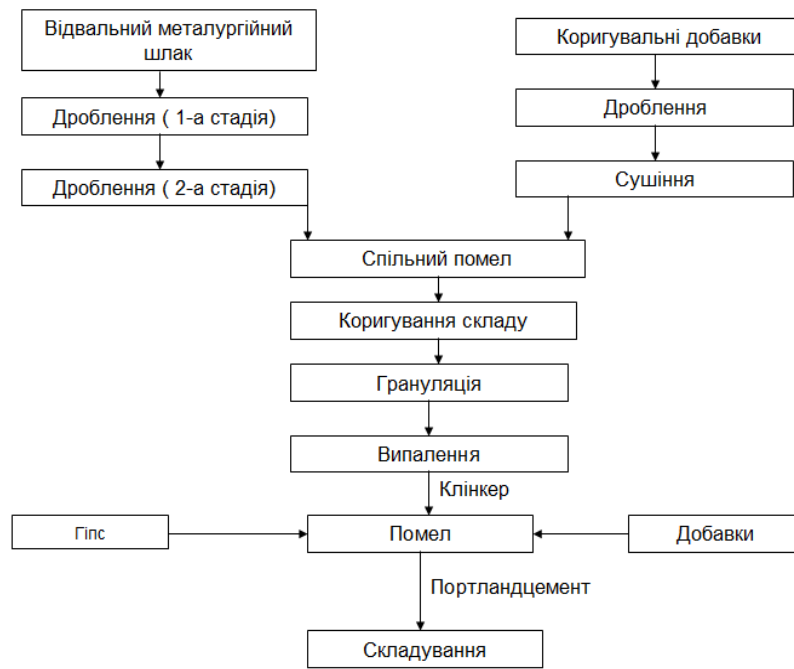 Відвальний металургійний
шлак
Коригувальні добавки
Дроблення ( 1-а стадія)
Дроблення
Дроблення ( 2-а стадія)
Сушіння
Спільний помел
Коригування складу
Грануляція
Випалення
Клінкер
Гіпс
Помел
Добавки
Портландцемент
Складування